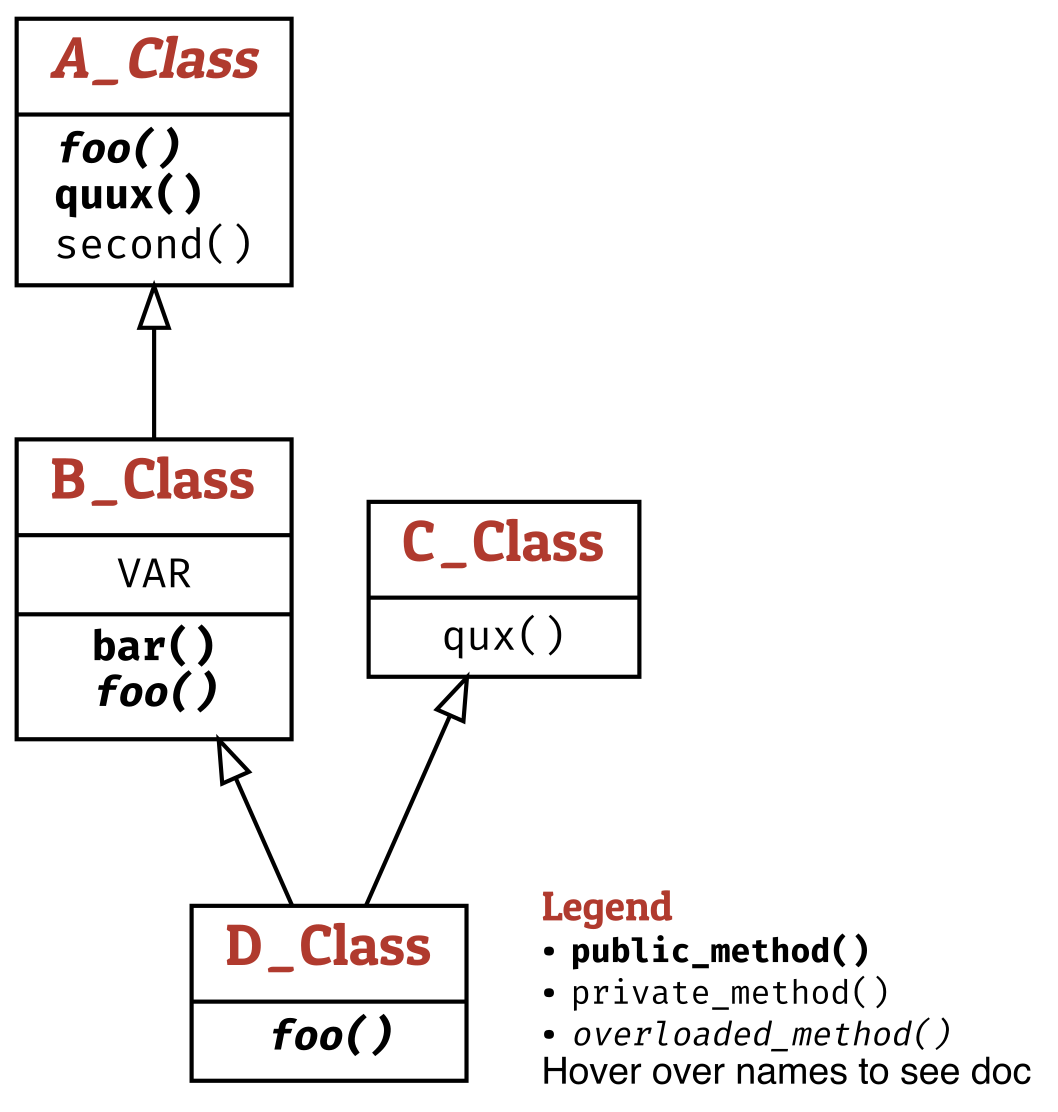 A_Class
foo()
quux()
second()
B_Class
VAR
bar()
foo()
C_Class
qux()
D_Class
foo()
Legend
• public_method()
• private_method()
• overloaded_method()
Hover over names to see doc